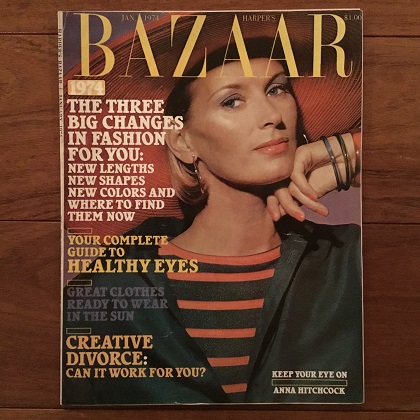 JAN. 1974
HARPER'S
$1.00
BAZAAR
1974
THE THREE
BIG CHANGES
IN FASHION
FOR YOU:
NEW LENGTHS
NEW SHAPES
NEW COLORS AND
WHERE TO FIND
THEM NOW
YOUR COMPLETE
GUIDE TO
HEALTHY EYES
GREAT CLOTHES
READY TO WEAR
IN THE SUN
CREATIVE
DIVORCE:
CAN IT WORK FOR YOU?
KEEP YOUR EYE ON
ANNA HITCHCOCK